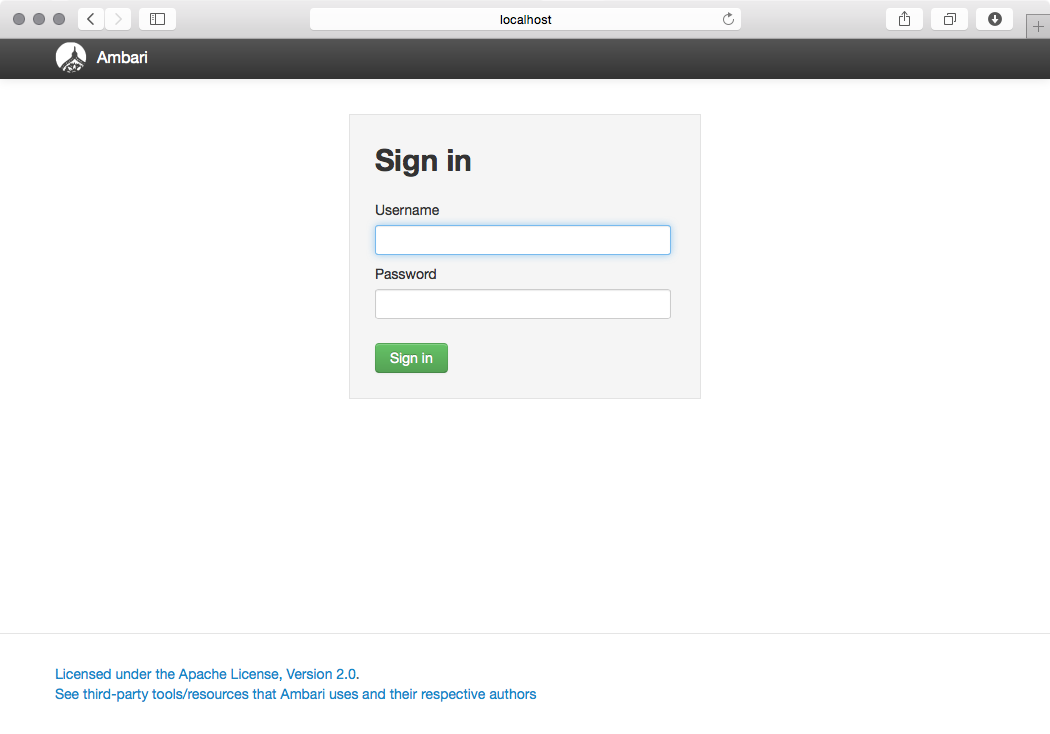 localhost
Ambari
Sign in
Username
Password
Sign in
Licensed under the Apache License, Version 2.0.
See third-party tools/resources that Ambari uses and their respective authors